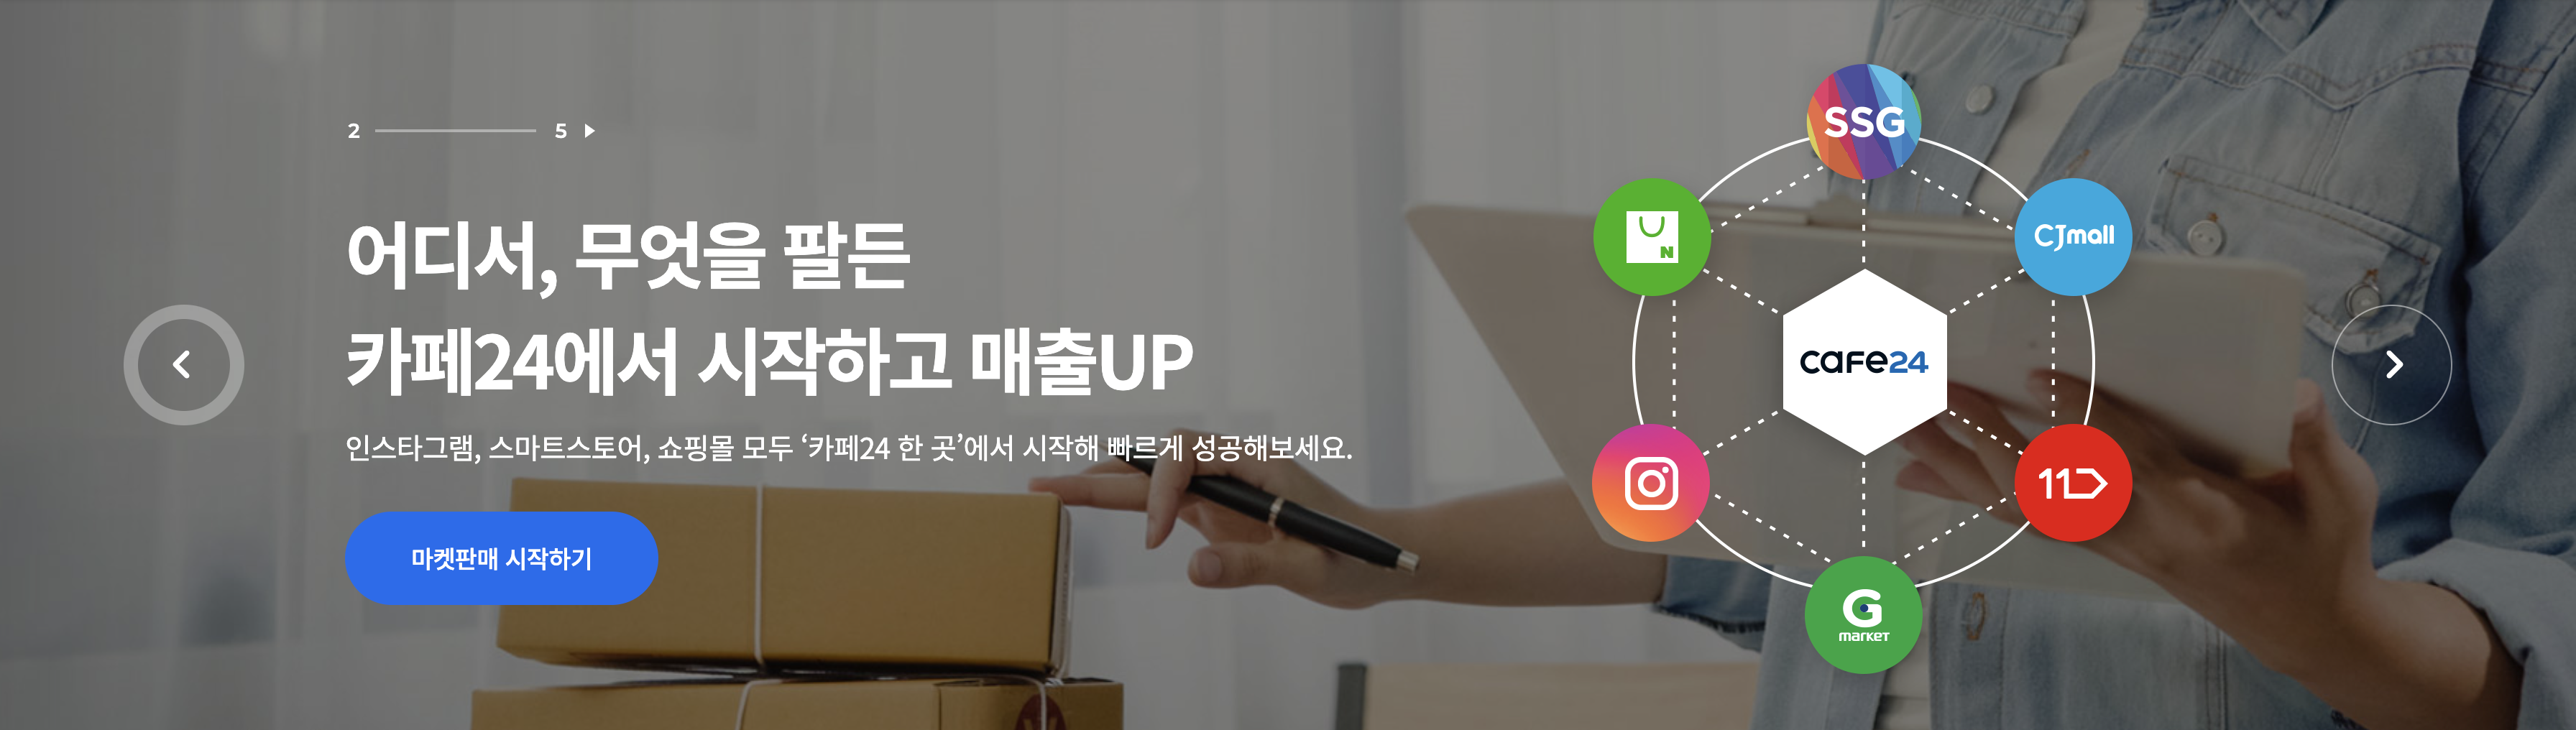 2 5
어디서, 무엇을 팔든
카페24에서 시작하고 매출UP
인스타그램, 스마트스토어, 쇼핑몰 모두 ‘카페24 한 곳’에서 시작해 빠르게 성공해보세요.
마켓판매 시작하기
SSG
N
CJmall
cafe24
11
G
market